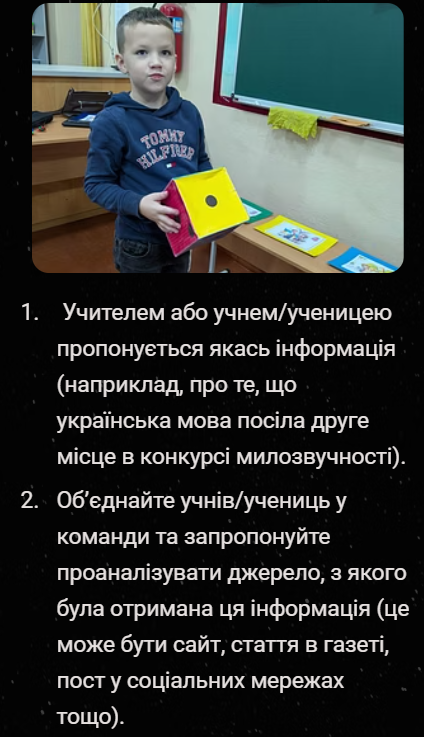 TOMMY
HILFIGER
1. Учителем або учнем/ученицею
пропонується якась інформація
(наприклад, про те, що
українська мова посіла друге
місце в конкурсі милозвучності).
2. Об’єднайте учнів/учениць у
команди та запропонуйте
проаналізувати джерело, з якого
була отримана ця інформація (це
може бути сайт, стаття в газеті,
пост у соціальних мережах
тощо).